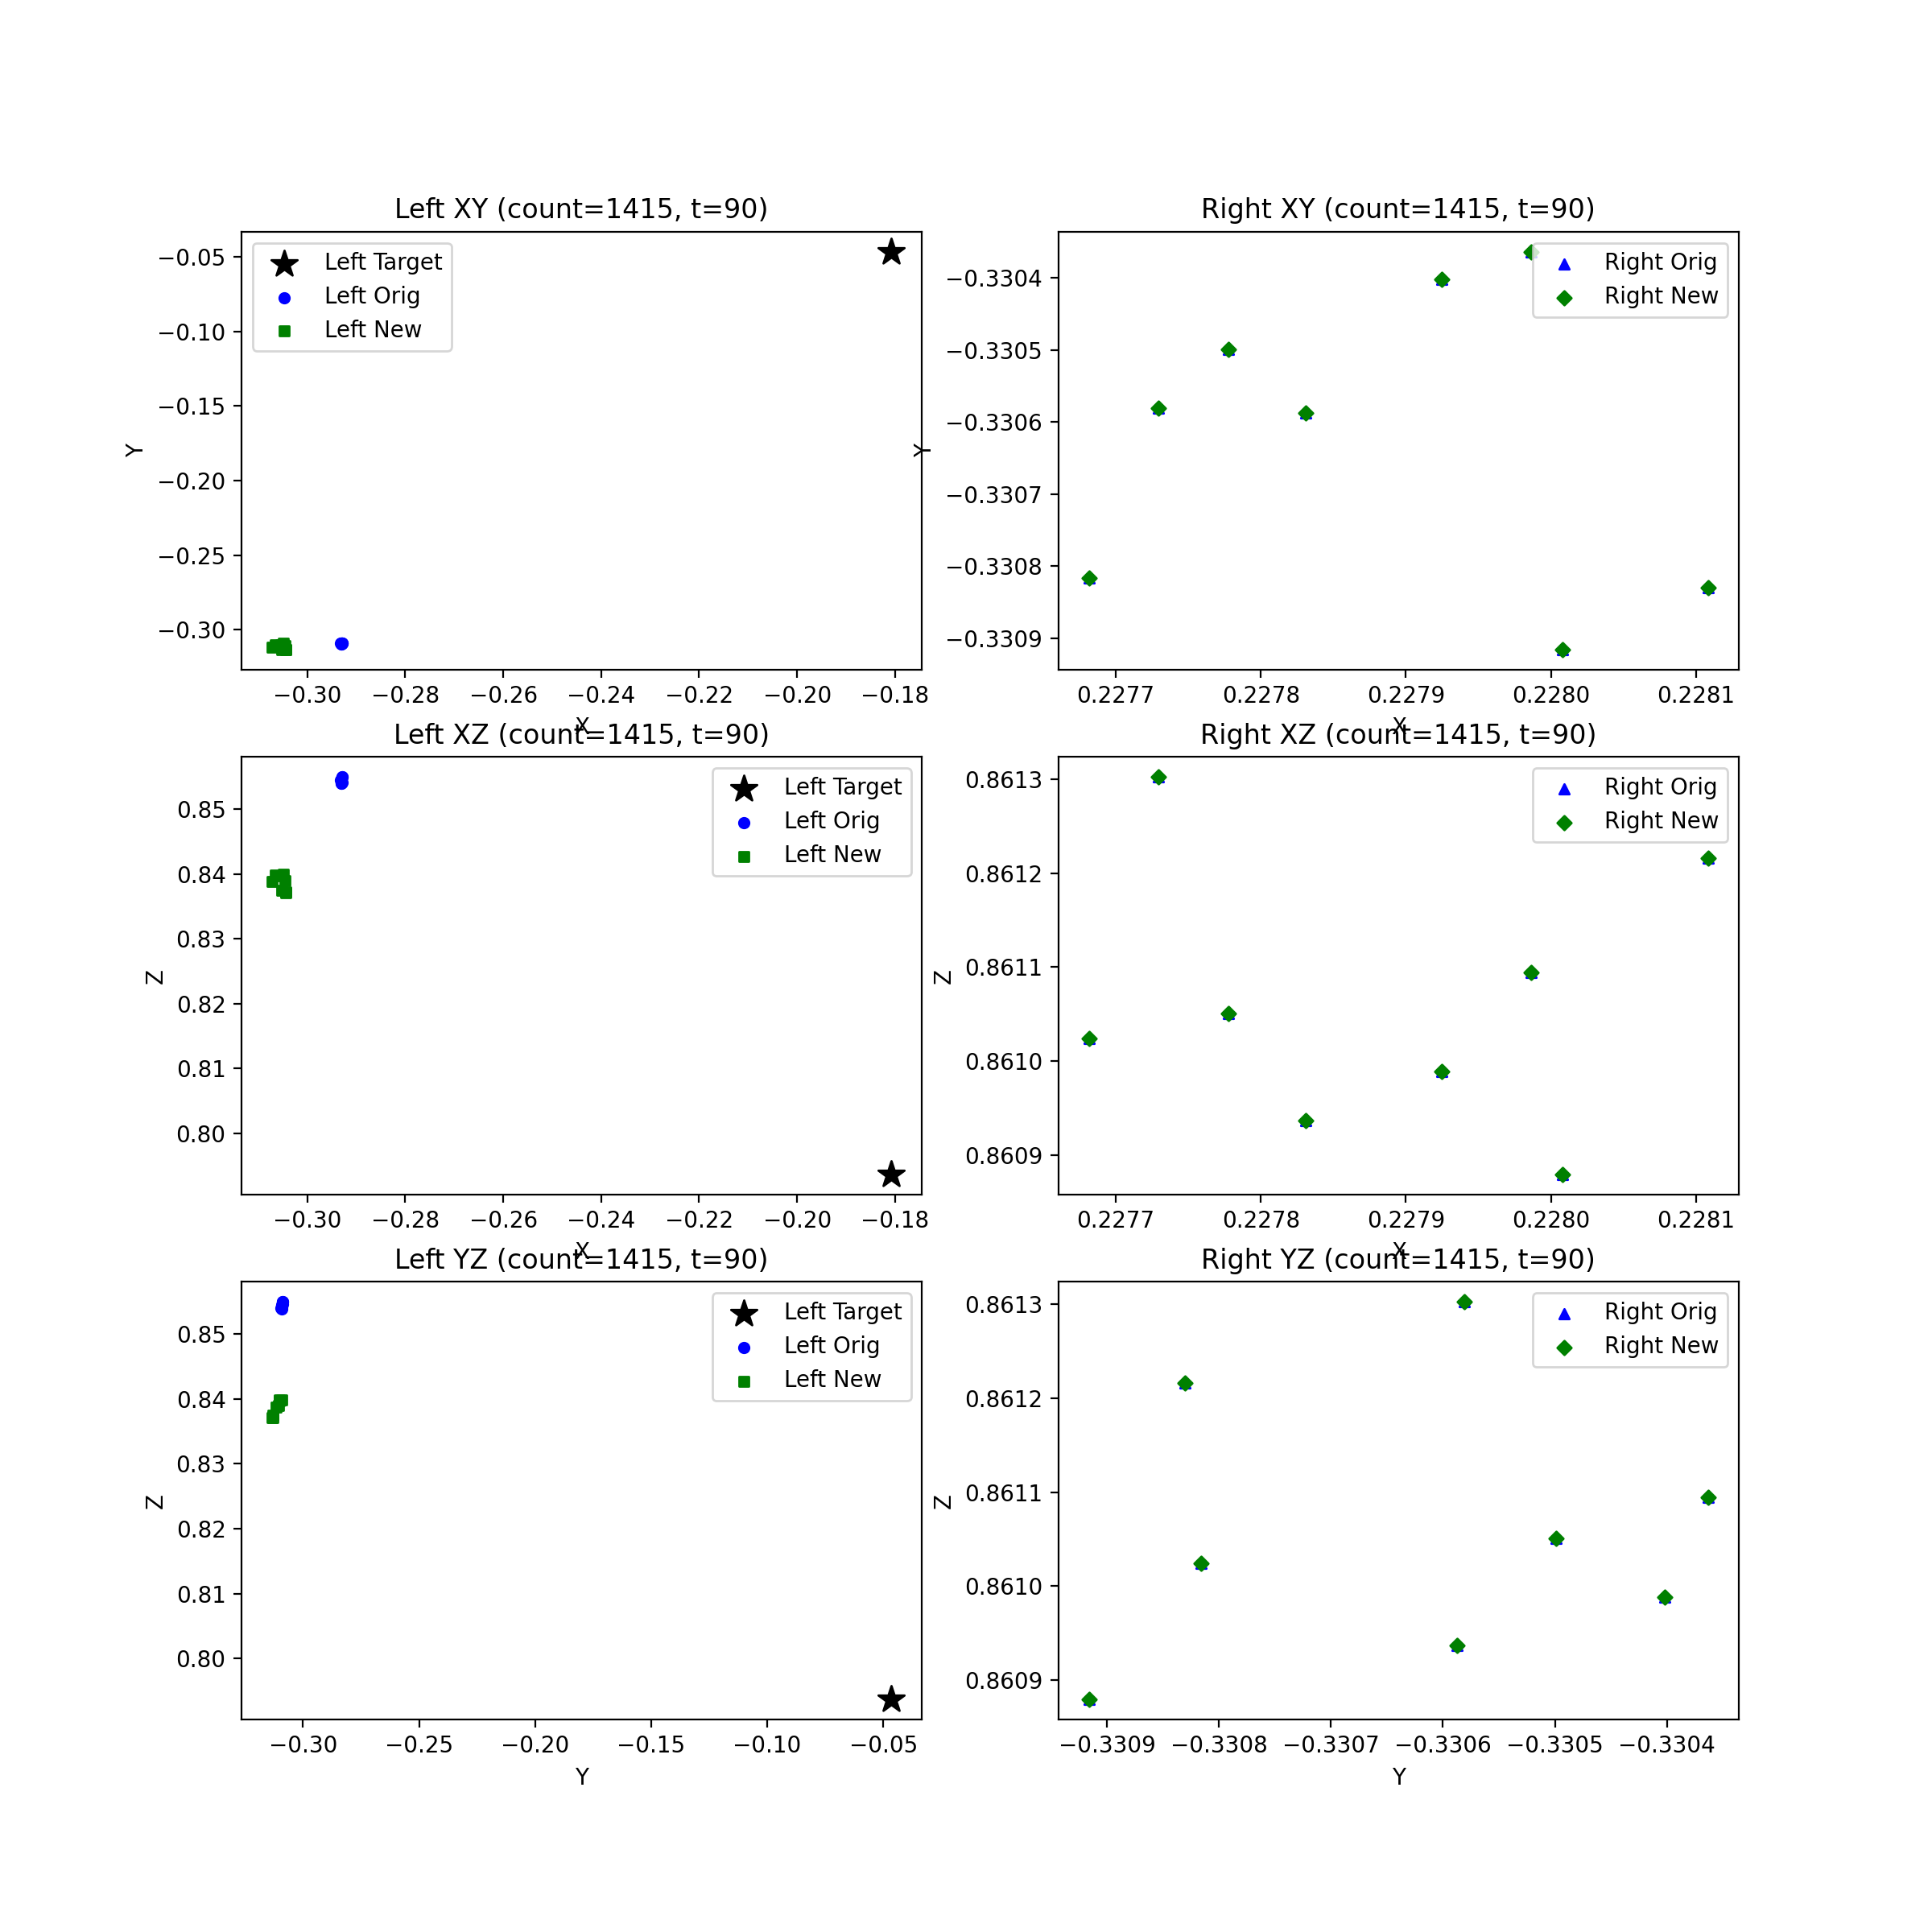 Left XY (count=1415, t=90)
Left Target
Left Orig
Left New
−0.05
−0.10
−0.15
−0.20
−0.25
−0.30
Y
−0.30 −0.28 −0.26 −0.24 −0.22 −0.20 −0.18
X
Right XY (count=1415, t=90)
Right Orig
Right New
−0.3304
−0.3305
−0.3306
−0.3307
−0.3308
−0.3309
Y
0.2277 0.2278 0.2279 0.2280 0.2281
X
Left XZ (count=1415, t=90)
Left Target
Left Orig
Left New
0.85
0.84
0.83
0.82
0.81
0.80
Z
−0.30 −0.28 −0.26 −0.24 −0.22 −0.20 −0.18
X
Right XZ (count=1415, t=90)
Right Orig
Right New
0.8613
0.8612
0.8611
0.8610
0.8609
Z
0.2277 0.2278 0.2279 0.2280 0.2281
X
Left YZ (count=1415, t=90)
Left Target
Left Orig
Left New
0.85
0.84
0.83
0.82
0.81
0.80
Z
−0.30 −0.25 −0.20 −0.15 −0.10 −0.05
Y
Right YZ (count=1415, t=90)
Right Orig
Right New
0.8613
0.8612
0.8611
0.8610
0.8609
Z
−0.3309 −0.3308 −0.3307 −0.3306 −0.3305 −0.3304
Y